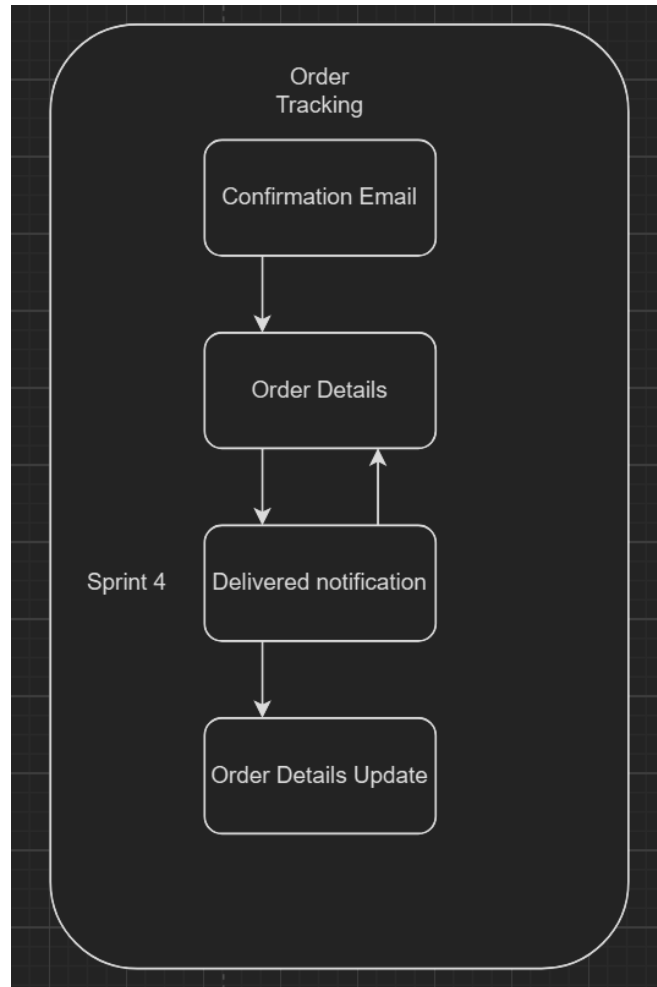 Order
Tracking
Confirmation Email
Order Details
Sprint 4
Delivered notification
Order Details Update